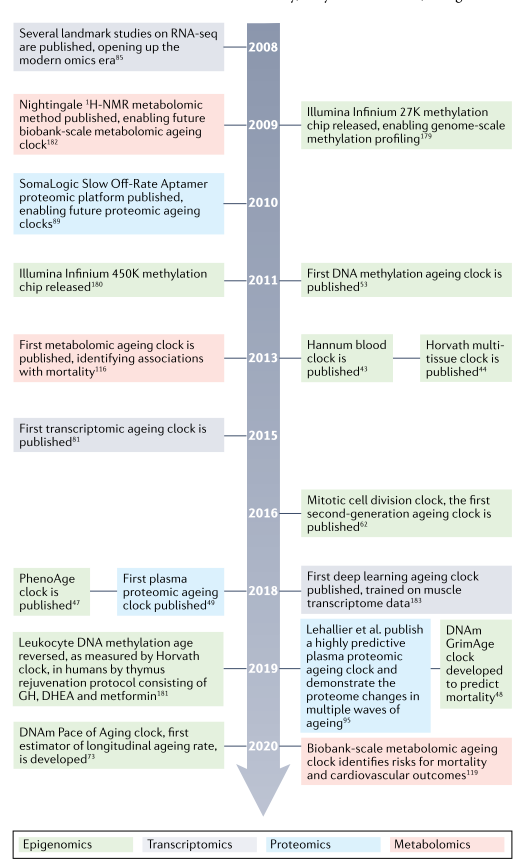 Several landmark studies on RNA-seq
are published, opening up the
modern omics era85
2008
Nightingale 1H-NMR metabolomic
method published, enabling future
biobank-scale metabolomic ageing
clock182
2009
Illumina Infinium 27K methylation
chip released, enabling genome-scale
methylation profiling179
SomaLogic Slow Off-Rate Aptamer
proteomic platform published,
enabling future proteomic ageing
clocks89
2010
Illumina Infinium 450K methylation
chip released180
2011
First DNA methylation ageing clock is
published53
First metabolomic ageing clock is
published, identifying associations
with mortality116
2013
Hannum blood
clock is
published43
Horvath multi-
tissue clock is
published44
First transcriptomic ageing clock is
published81
2015
2016
Mitotic cell division clock, the first
second-generation ageing clock is
published62
PhenoAge
clock is
published47
First plasma
proteomic ageing
clock published49
2018
First deep learning ageing clock
published, trained on muscle
transcriptome data183
Leukocyte DNA methylation age
reversed, as measured by Horvath
clock, in humans by thymus
rejuvenation protocol consisting of
GH, DHEA and metformin181
2019
Lehallier et al. publish
a highly predictive
plasma proteomic
ageing clock and
demonstrate the
proteome changes in
multiple waves of
ageing95
DNAm
GrimAge
clock
developed
to predict
mortality48
DNAm Pace of Aging clock, first
estimator of longitudinal ageing rate,
is developed73
2020
Biobank-scale metabolomic ageing
clock identifies risks for mortality
and cardiovascular outcomes119
Epigenomics
Transcriptomics
Proteomics
Metabolomics